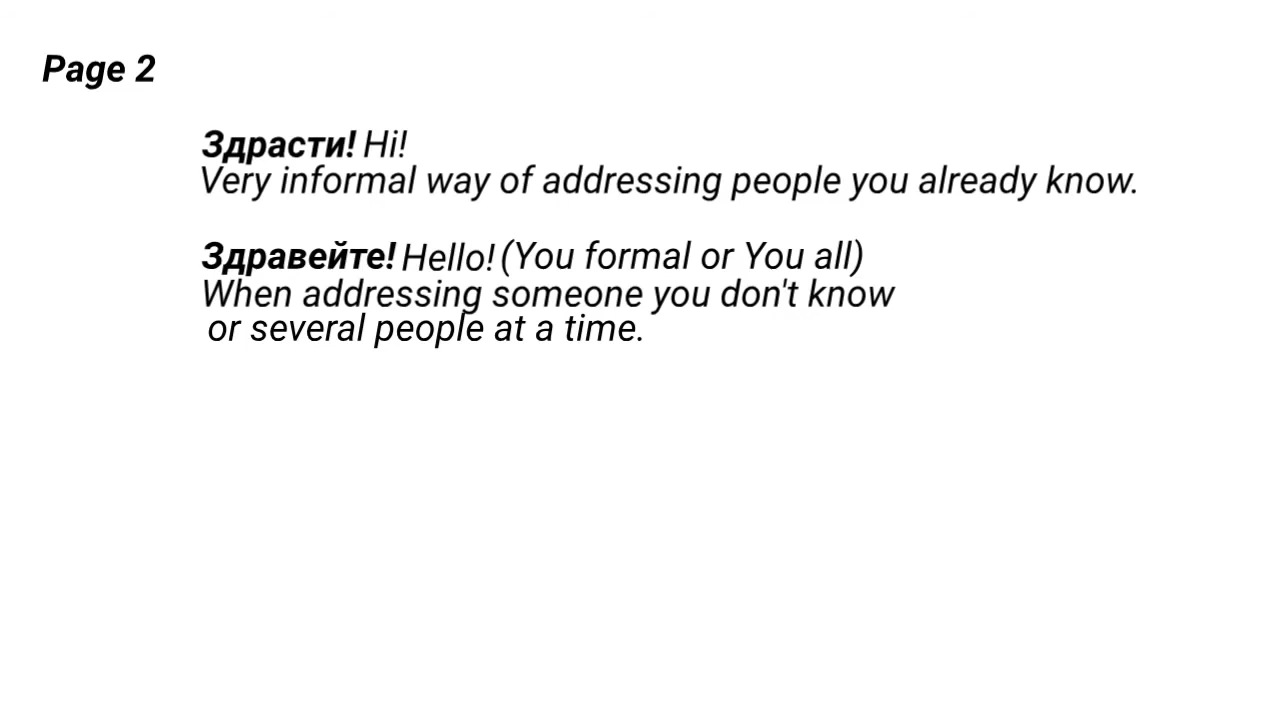 Page 2
Здрасти! Hi!
Very informal way of addressing people you already know.
Здравейте! Hello! (You formal or You all)
When addressing someone you don't know
or several people at a time.